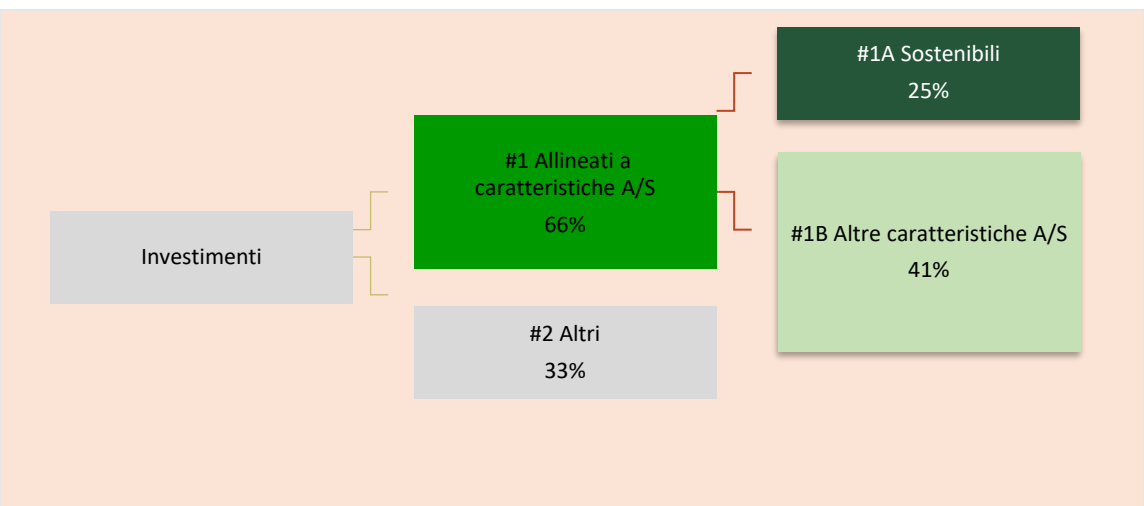 Investimenti
#1 Allineati a
caratteristiche A/S
66%
#2 Altri
33%
#1A Sostenibili
25%
#1B Altre caratteristiche A/S
41%